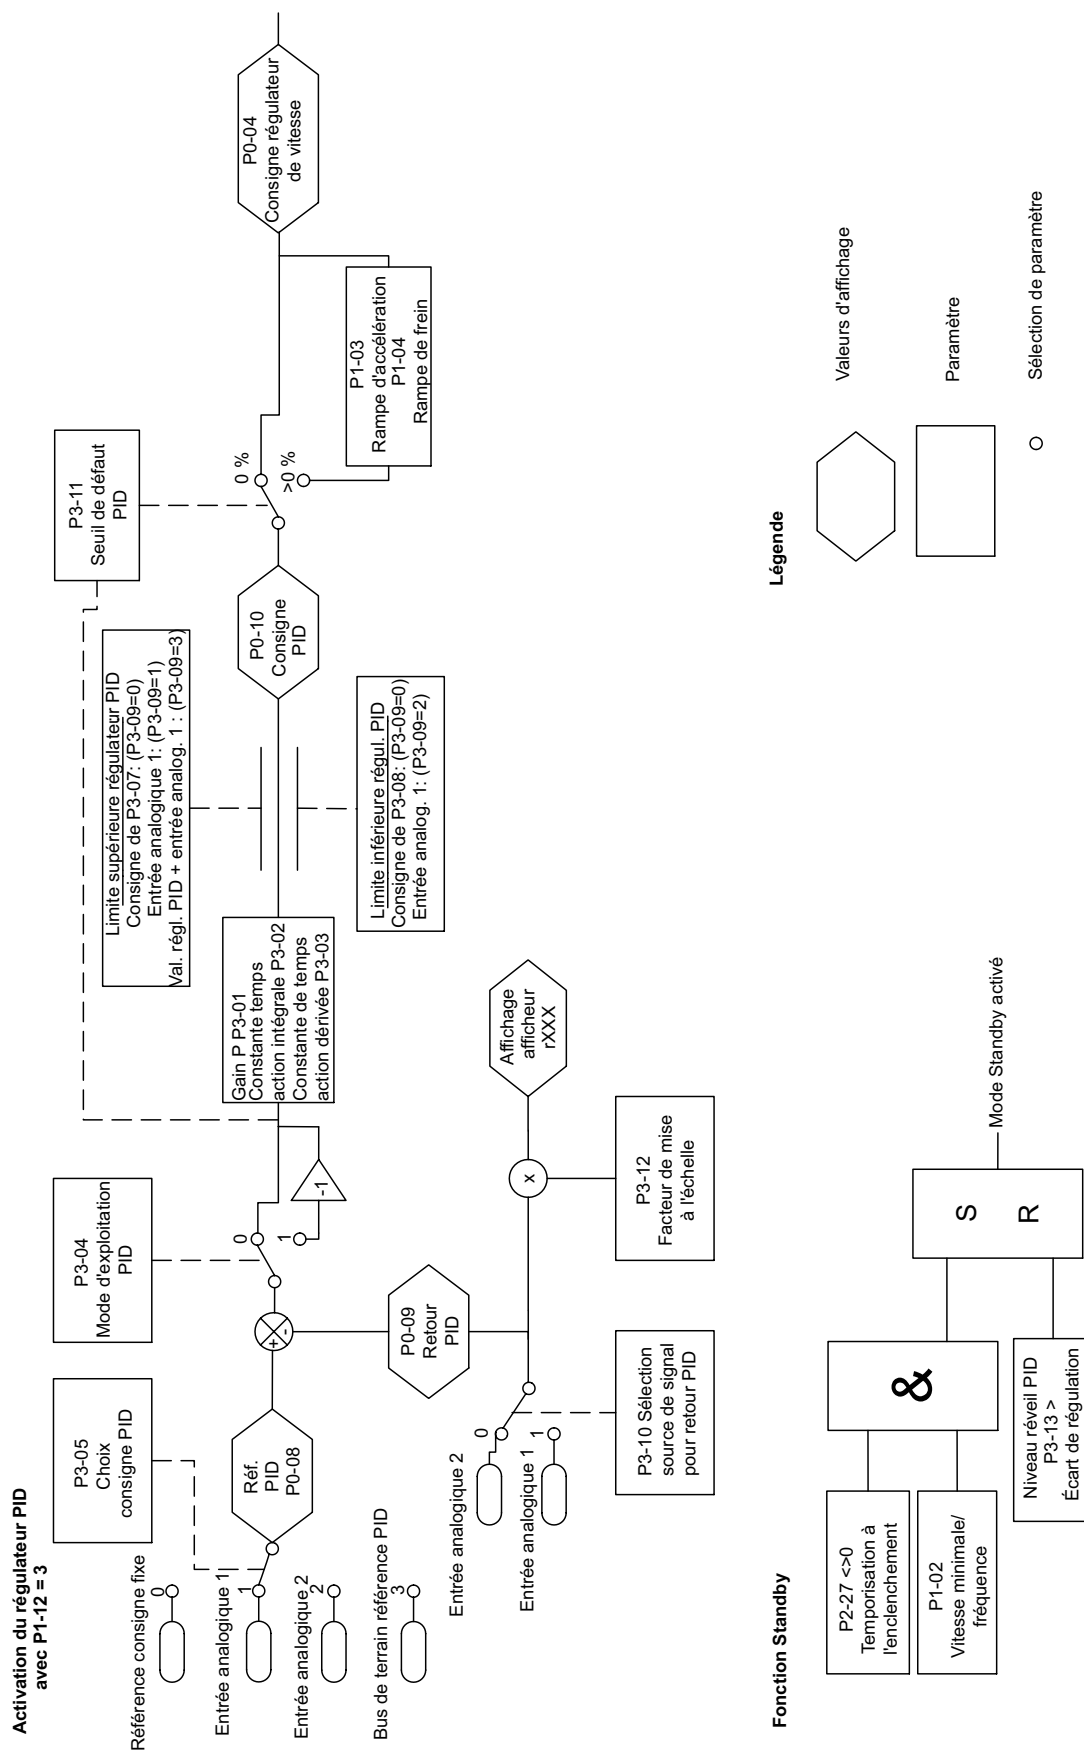 Activation du régulateur PID
avec P1-12 = 3
P3-05
Choix
consigne PID
P3-04
Mode d'exploitation
PID
P3-11
Seuil de défaut
PID
Référence consigne fixe
0
Entrée analogique 1
1
Entrée analogique 2
2
Bus de terrain référence PID
3
Réf.
PID
P0-08
+
-
0
1
-1
Gain P P3-01
Constante temps
action intégrale P3-02
Constante de temps
action dérivée P3-03
Limite supérieure régulateur PID
Consigne de P3-07: (P3-09=0)
Entrée analogique 1: (P3-09=1)
Val. régl. PID + entrée analog. 1 : (P3-09=3)
Limite inférieure régul. PID
Consigne de P3-08: (P3-09=0)
Entrée analog. 1: (P3-09=2)
P0-10
Consigne
PID
0 %
>0 %
P1-03
Rampe d'accélération
P1-04
Rampe de frein
P0-04
Consigne régulateur
de vitesse
P0-09
Retour
PID
Entrée analogique 2
0
Entrée analogique 1
1
P3-10 Sélection
source de signal
pour retour PID
x
P3-12
Facteur de mise
à l'échelle
Affichage
afficheur
rXXX
Fonction Standby
P2-27 <>0
Temporisation à
l'enclenchement
P1-02
Vitesse minimale/
fréquence
&
Niveau réveil PID
P3-13 >
Écart de régulation
S
R
Mode Standby activé
Légende
Valeurs d'affichage
Paramètre
Sélection de paramètre